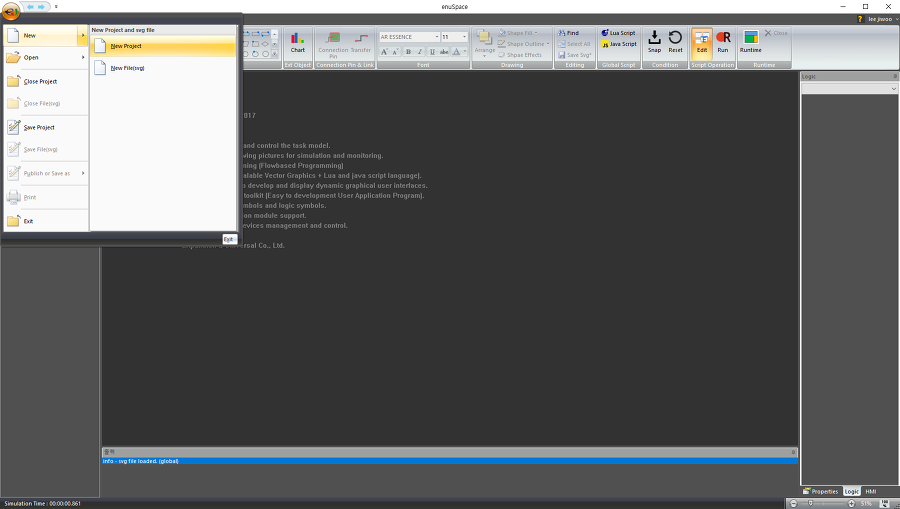 enuSpace
lee jiwoo
New
Open
Close Project
Close File(svg)
Save Project
Save File(svg)
Publish or Save as
Print
Exit
New Project and svg file
New Project
New File(svg)
Exit
Chart
Ext Object
Connection Pin
Transfer
Connection Pin & Link
AR ESSENCE
11
Font
Arrange
Shape Fill
Shape Outline
Shpae Effects
Drawing
Find
Select All
Save Svg
Editing
Lua Script
Java Script
Global Script
Snap
Reset
Condition
Edit
Run
Script Operation
Runtime
Close
Runtime
017
and control the task model.
wing pictures for simulation and monitoring.
ning (Flowbased Programming)
alable Vector Graphics + Lua and java script language).
o develop and display dynamic graphical user interfaces.
toolkit (Easy to development User Application Program).
mbols and logic symbols.
an module support.
evices management and control.
ersal Co., Ltd.
Logic
출력
info - svg file loaded. (global)
Properties
Logic
HMI
Simulation Time : 00:00:00.861
51%
100 %